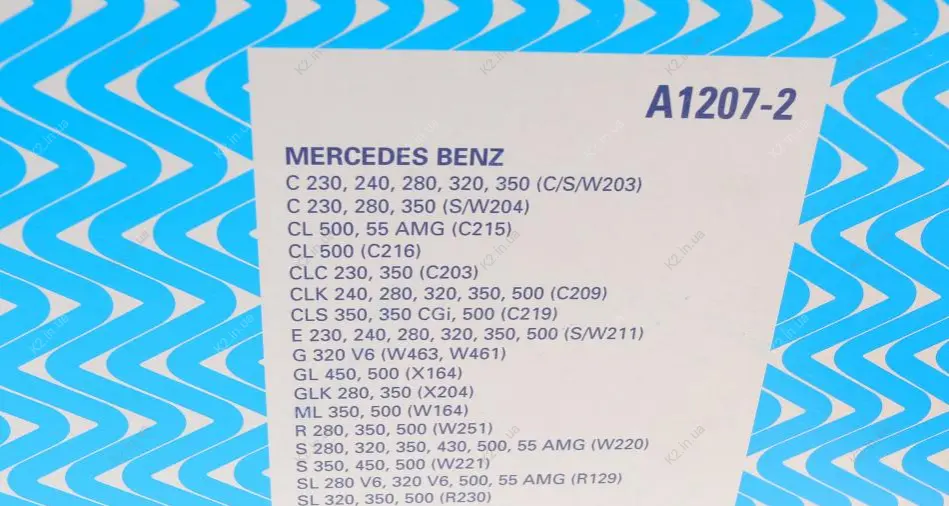 A1207-2
MERCEDES BENZ
C 230, 240, 280, 320, 350 (C/S/W203)
C 230, 280, 350 (S/W204)
CL 500, 55 AMG (C215)
CL 500 (C216)
CLC 230, 350 (C203)
CLK 240, 280, 320, 350, 500 (C209)
CLS 350, 350 CGi, 500 (C219)
E 230, 240, 280, 320, 350, 500 (S/W211)
G 320 V6 (W463, W461)
GL 450, 500 (X164)
GLK 280, 350 (X204)
ML 350, 500 (W164)
R 280, 350, 500 (W251)
S 280, 320, 350, 430, 500, 55 AMG (W220)
S 350, 450, 500 (W221)
SL 280 V6, 320 V6, 500, 55 AMG (R129)
SL 320, 350, 500 (R230)
K2.in.ua